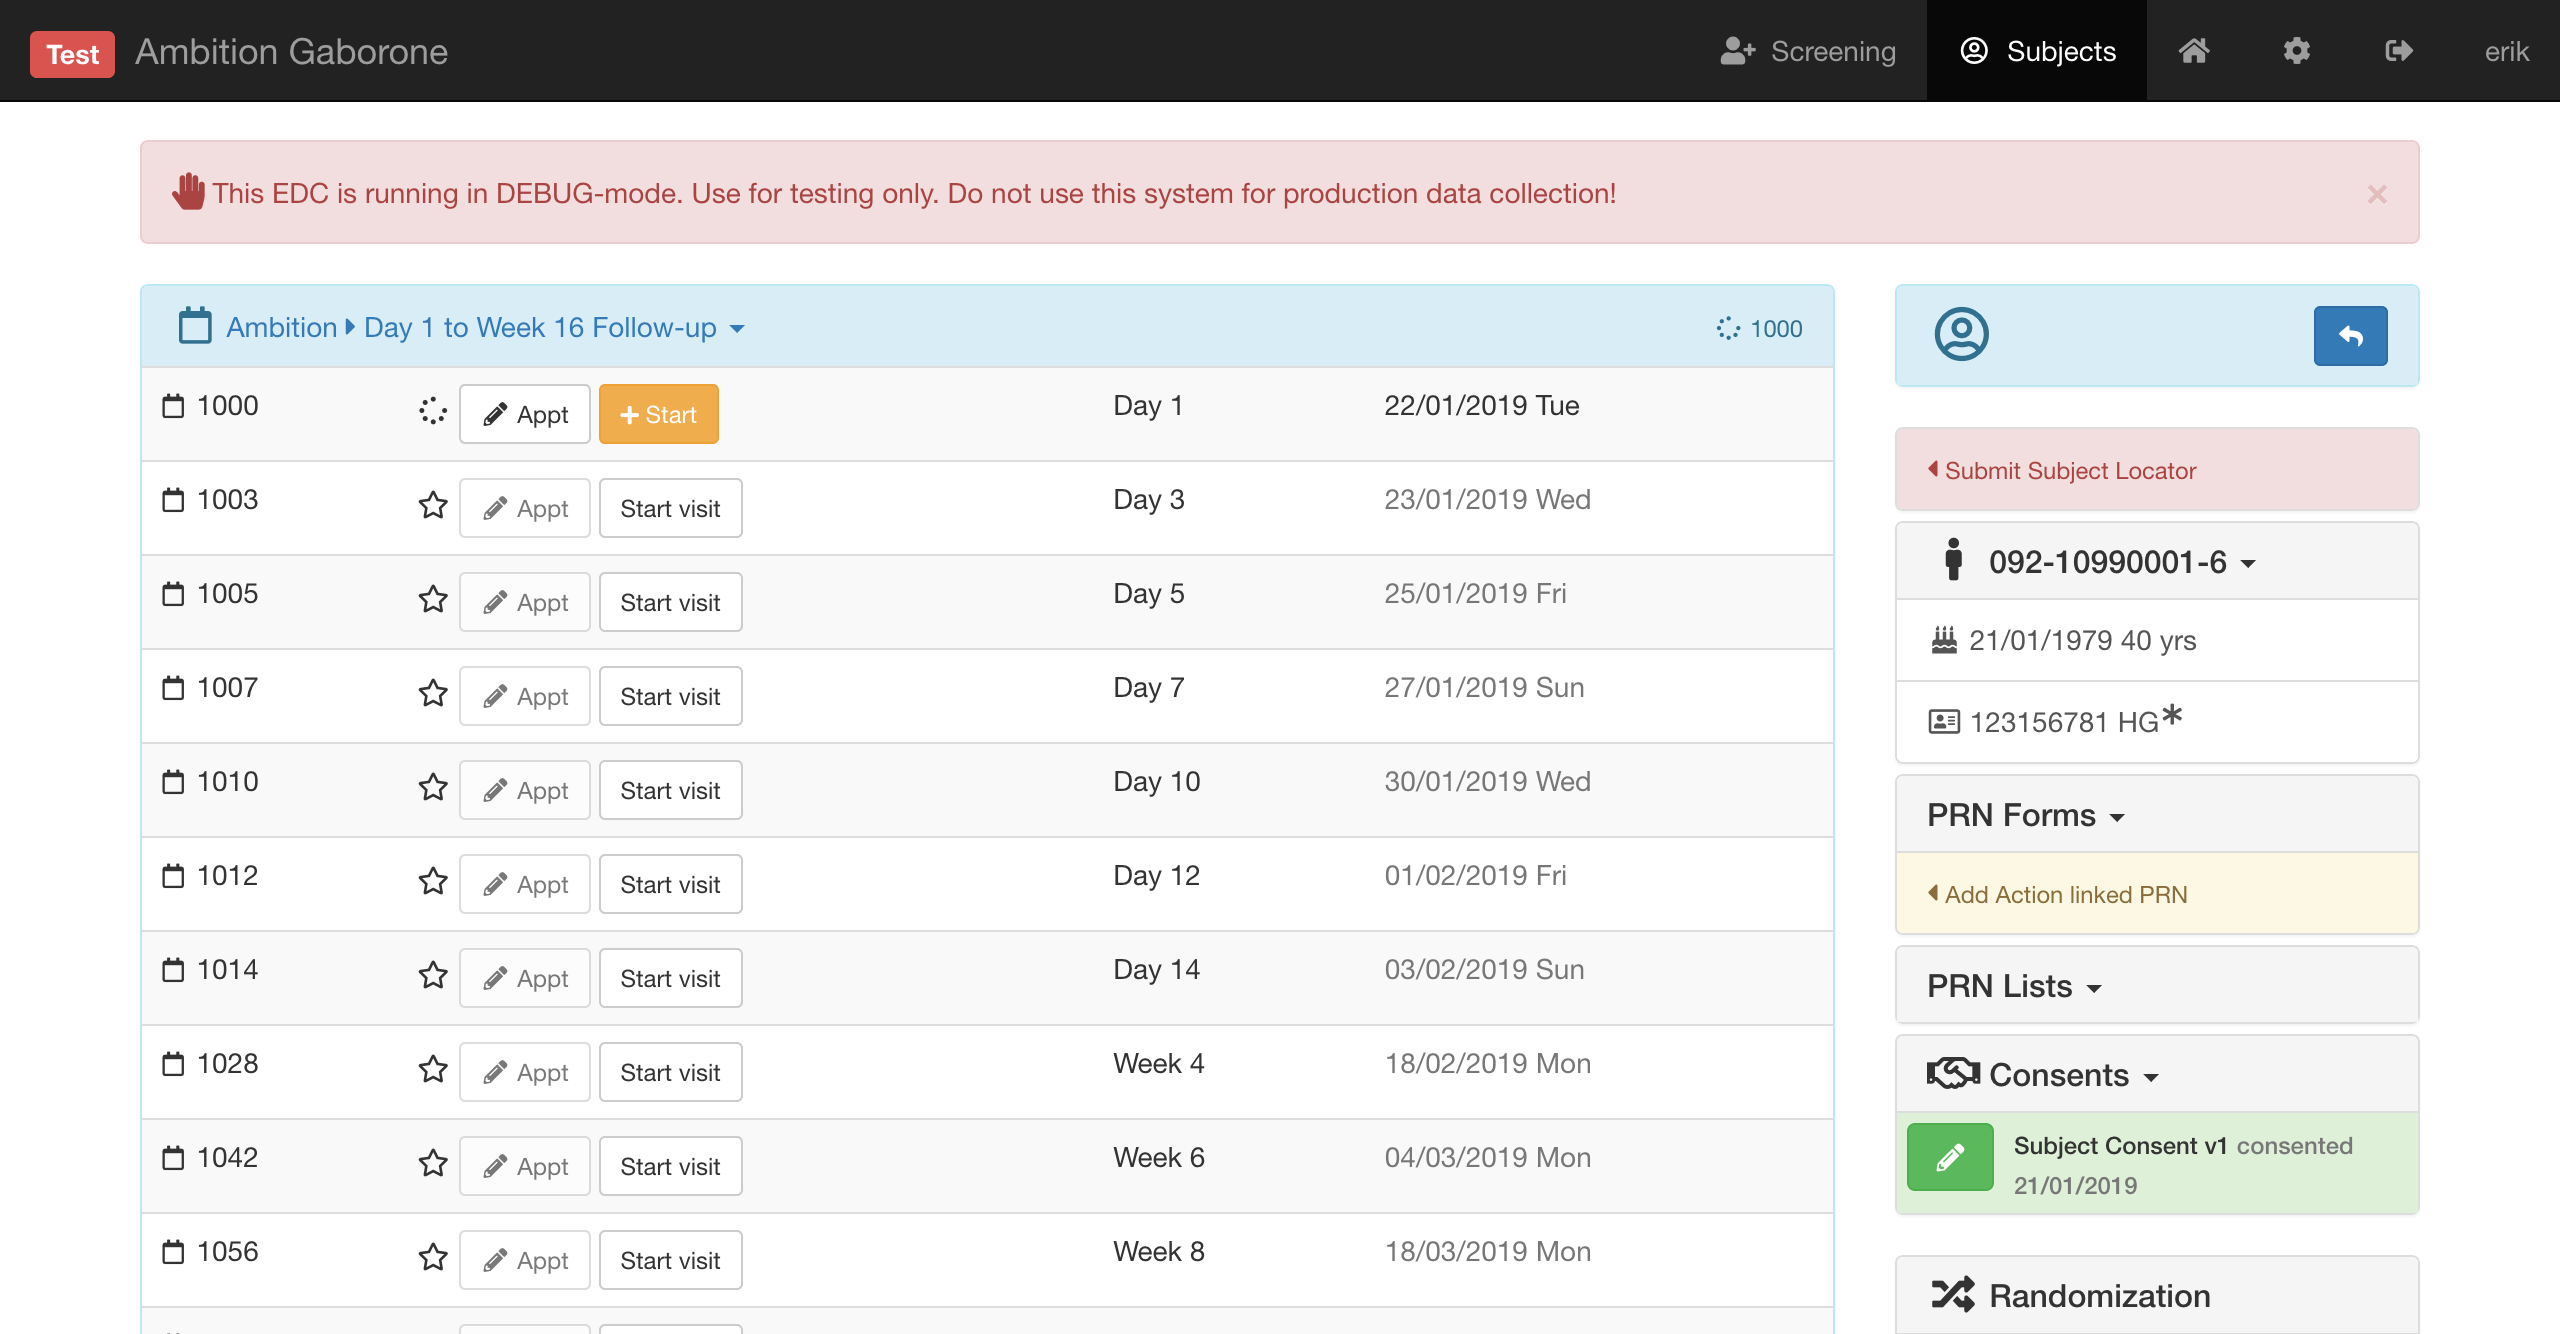 Test Ambition Gaborone Screening Subjects erik
This EDC is running in DEBUG-mode. Use for testing only. Do not use this system for production data collection! ×
Ambition Day 1 to Week 16 Follow-up 1000
1000 Appt + Start Day 1 22/01/2019 Tue
1003 Appt Start visit Day 3 23/01/2019 Wed
1005 Appt Start visit Day 5 25/01/2019 Fri
1007 Appt Start visit Day 7 27/01/2019 Sun
1010 Appt Start visit Day 10 30/01/2019 Wed
1012 Appt Start visit Day 12 01/02/2019 Fri
1014 Appt Start visit Day 14 03/02/2019 Sun
1028 Appt Start visit Week 4 18/02/2019 Mon
1042 Appt Start visit Week 6 04/03/2019 Mon
1056 Appt Start visit Week 8 18/03/2019 Mon
Submit Subject Locator
092-10990001-6
21/01/1979 40 yrs
123156781 HG*
PRN Forms
Add Action linked PRN
PRN Lists
Consents
Subject Consent v1 consented
21/01/2019
Randomization